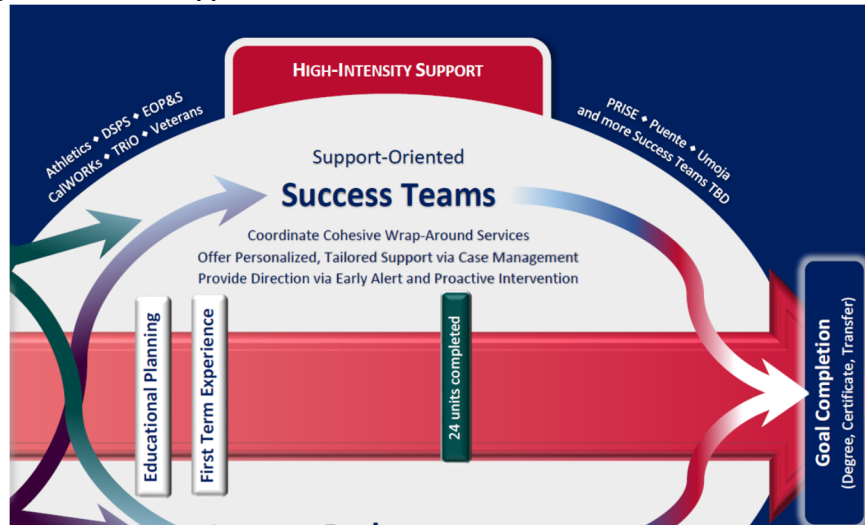 HIGH-INTENSITY SUPPORT
Athletics ♦ DSPS ♦ EOP&S
CalWORKs ♦ TRiO ♦ Veterans
PRISE ♦ Puente ♦ Umoja
and more Success Teams TBD
Support-Oriented
Success Teams
Coordinate Cohesive Wrap-Around Services
Offer Personalized, Tailored Support via Case Management
Provide Direction via Early Alert and Proactive Intervention
Educational Planning
First Term Experience
24 units completed
Goal Completion
(Degree, Certificate, Transfer)